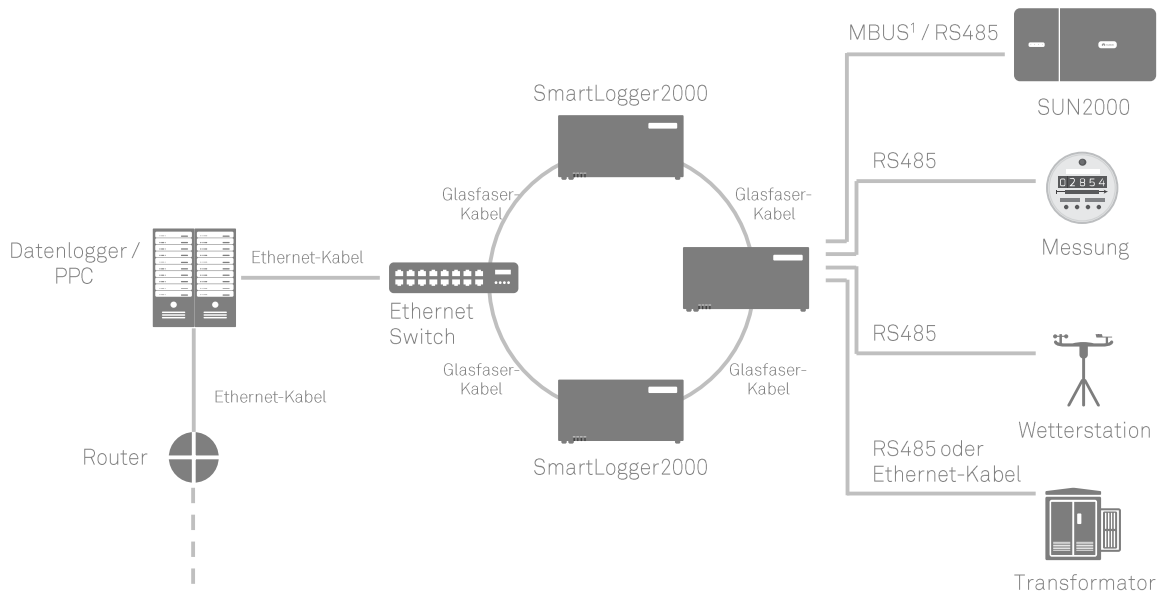 MBUS¹ / RS485
SUN2000
SmartLogger2000
RS485
02854
Messung
Glasfaser-
Kabel
Glasfaser-
Kabel
Datenlogger /
PPC
Ethernet-Kabel
Ethernet
Switch
RS485
Wetterstation
Glasfaser-
Kabel
Glasfaser-
Kabel
Ethernet-Kabel
Router
SmartLogger2000
RS485 oder
Ethernet-Kabel
Transformator